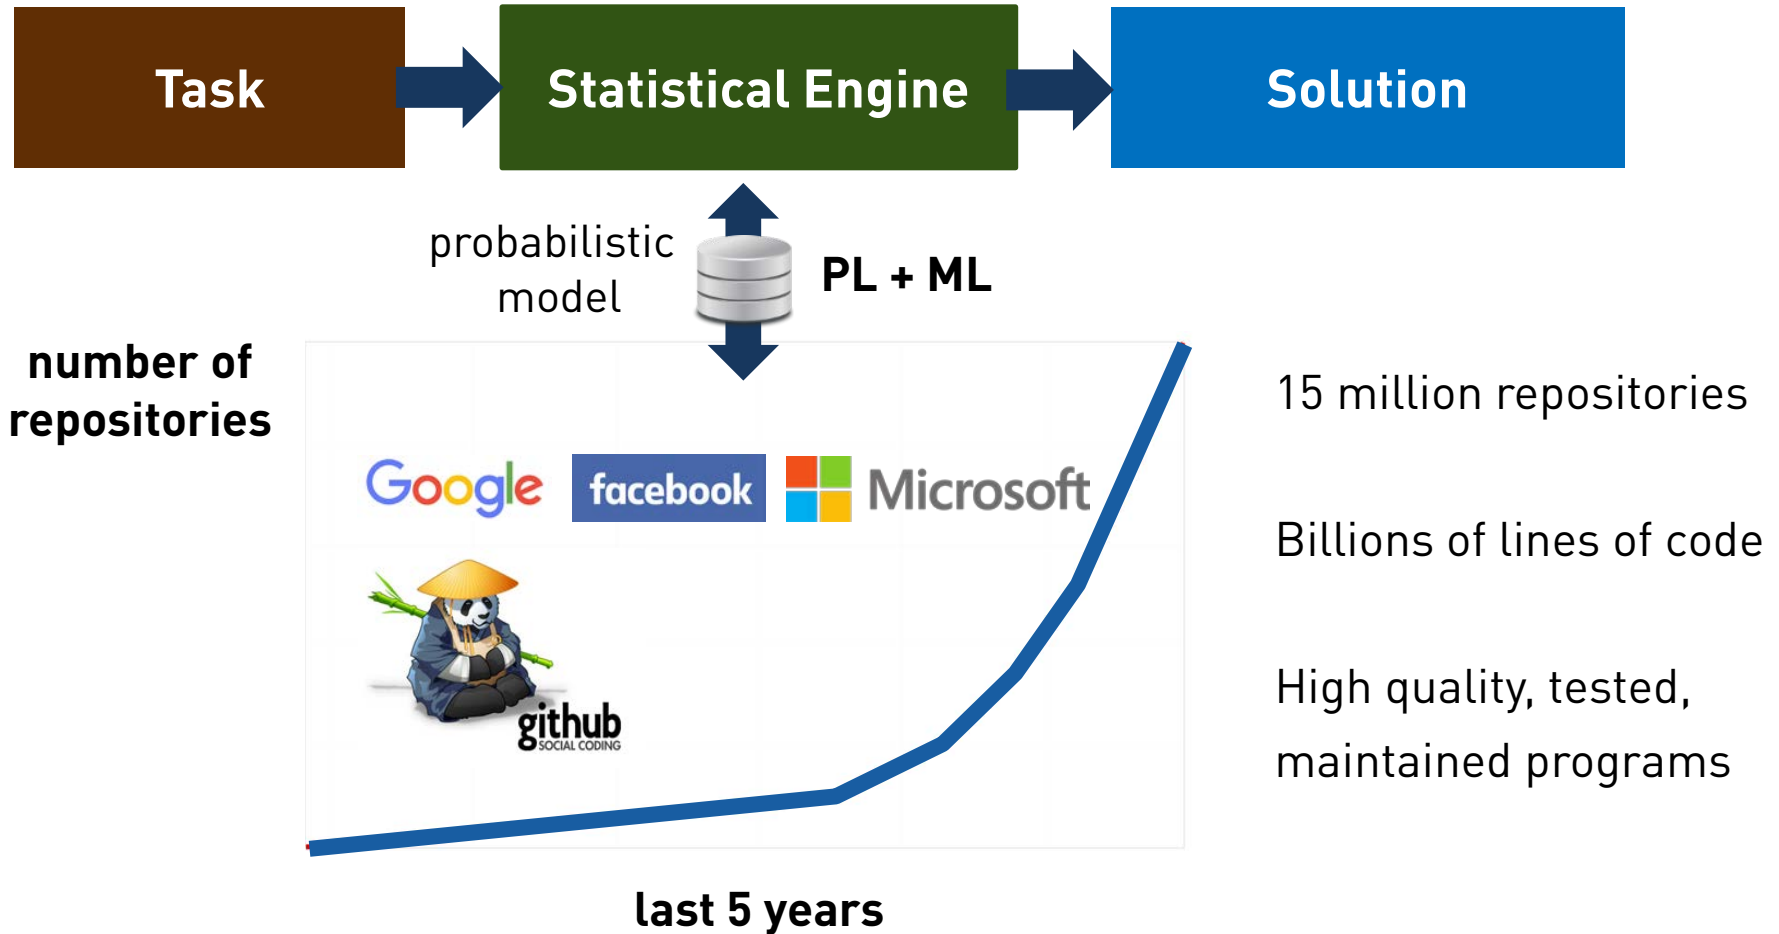 Task
Statistical Engine
Solution
probabilistic
model
PL + ML
number of
repositories
Google
facebook
Microsoft
github
SOCIAL CODING
15 million repositories
Billions of lines of code
High quality, tested,
maintained programs
last 5 years